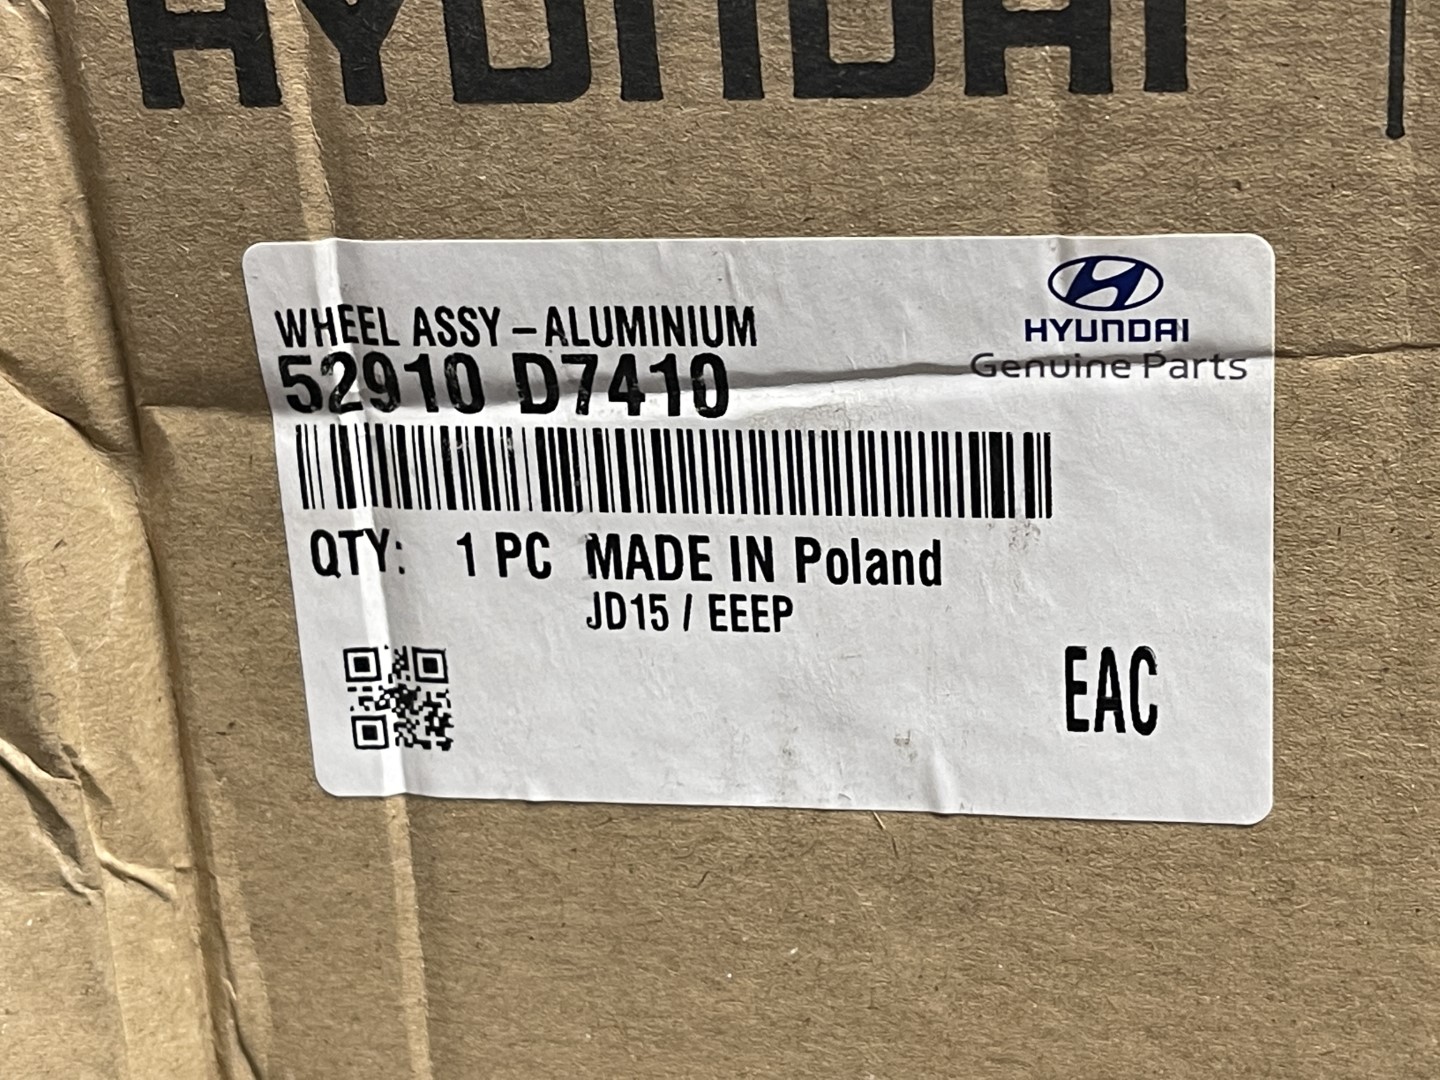 HYUNDAI
HYUNDAI
Genuine Parts
WHEEL ASSY – ALUMINIUM
52910 D7410
QTY: 1 PC MADE IN Poland
JD15 / EEEP
EAC